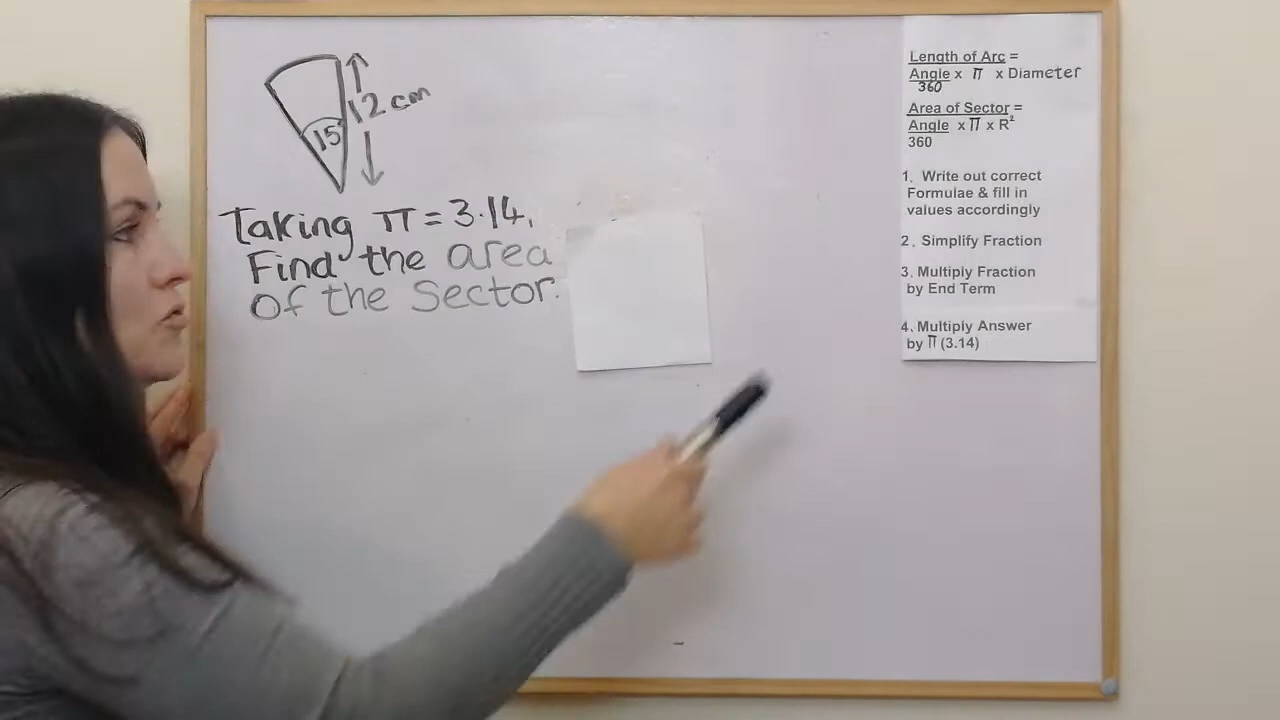 15
12 cm
Taking π = 3.14,
Find the area
of the Sector.
Length of Arc =
Angle x π x Diameter
360
Area of Sector =
Angle x π x R²
360
1. Write out correct
Formulae & fill in
values accordingly
2. Simplify Fraction
3. Multiply Fraction
by End Term
4. Multiply Answer
by π (3.14)